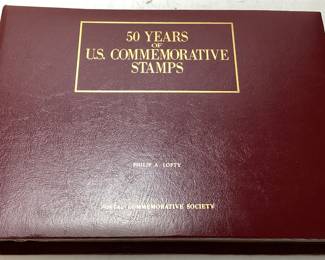 50 YEARS
OF
U.S. COMMEMORATIVE
STAMPS
PHILIP A. LOFTY
POSTAL COMMEMORATIVE SOCIETY